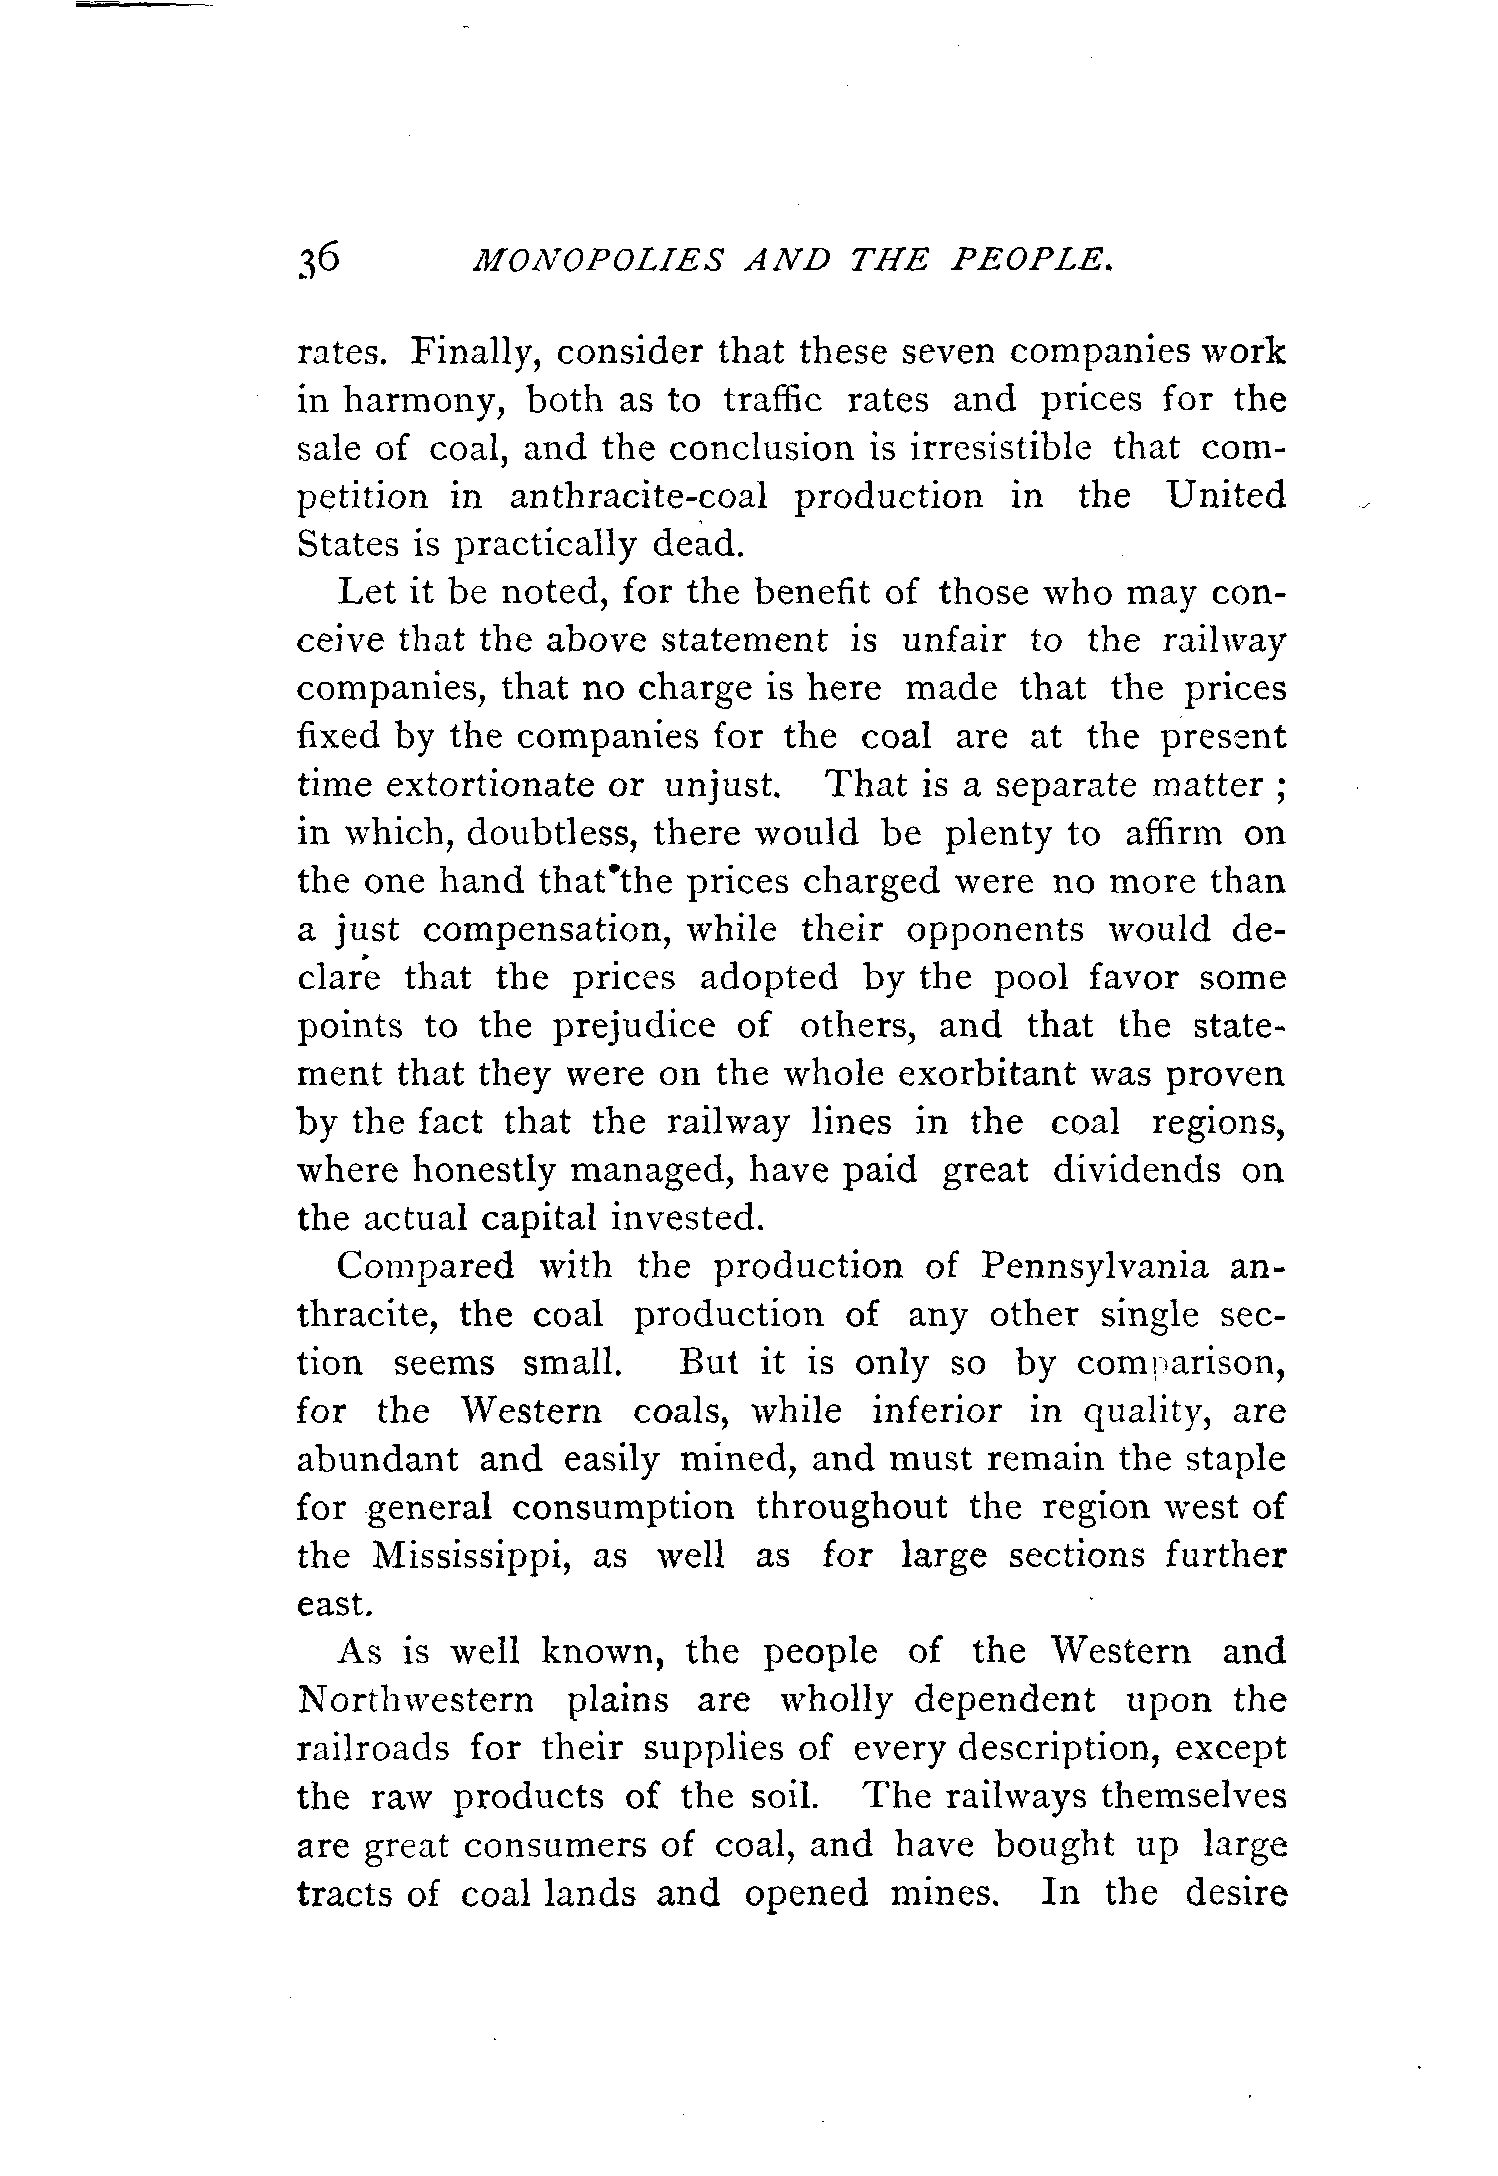 36 MONOPOLIES AND THE PEOPLE.
rates. Finally, consider that these seven companies work
in harmony, both as to traffic rates and prices for the
sale of coal, and the conclusion is irresistible that com-
petition in anthracite-coal production in the United
States is practically dead.
Let it be noted, for the benefit of those who may con-
ceive that the above statement is unfair to the railway
companies, that no charge is here made that the prices
fixed by the companies for the coal are at the present
time extortionate or unjust. That is a separate matter ;
in which, doubtless, there would be plenty to affirm on
the one hand that the prices charged were no more than
a just compensation, while their opponents would de-
clare that the prices adopted by the pool favor some
points to the prejudice of others, and that the state-
ment that they were on the whole exorbitant was proven
by the fact that the railway lines in the coal regions,
where honestly managed, have paid great dividends on
the actual capital invested.
Compared with the production of Pennsylvania an-
thracite, the coal production of any other single sec-
tion seems small. But it is only so by comparison,
for the Western coals, while inferior in quality, are
abundant and easily mined, and must remain the staple
for general consumption throughout the region west of
the Mississippi, as well as for large sections further
east.
As is well known, the people of the Western and
Northwestern plains are wholly dependent upon the
railroads for their supplies of every description, except
the raw products of the soil. The railways themselves
are great consumers of coal, and have bought up large
tracts of coal lands and opened mines. In the desire